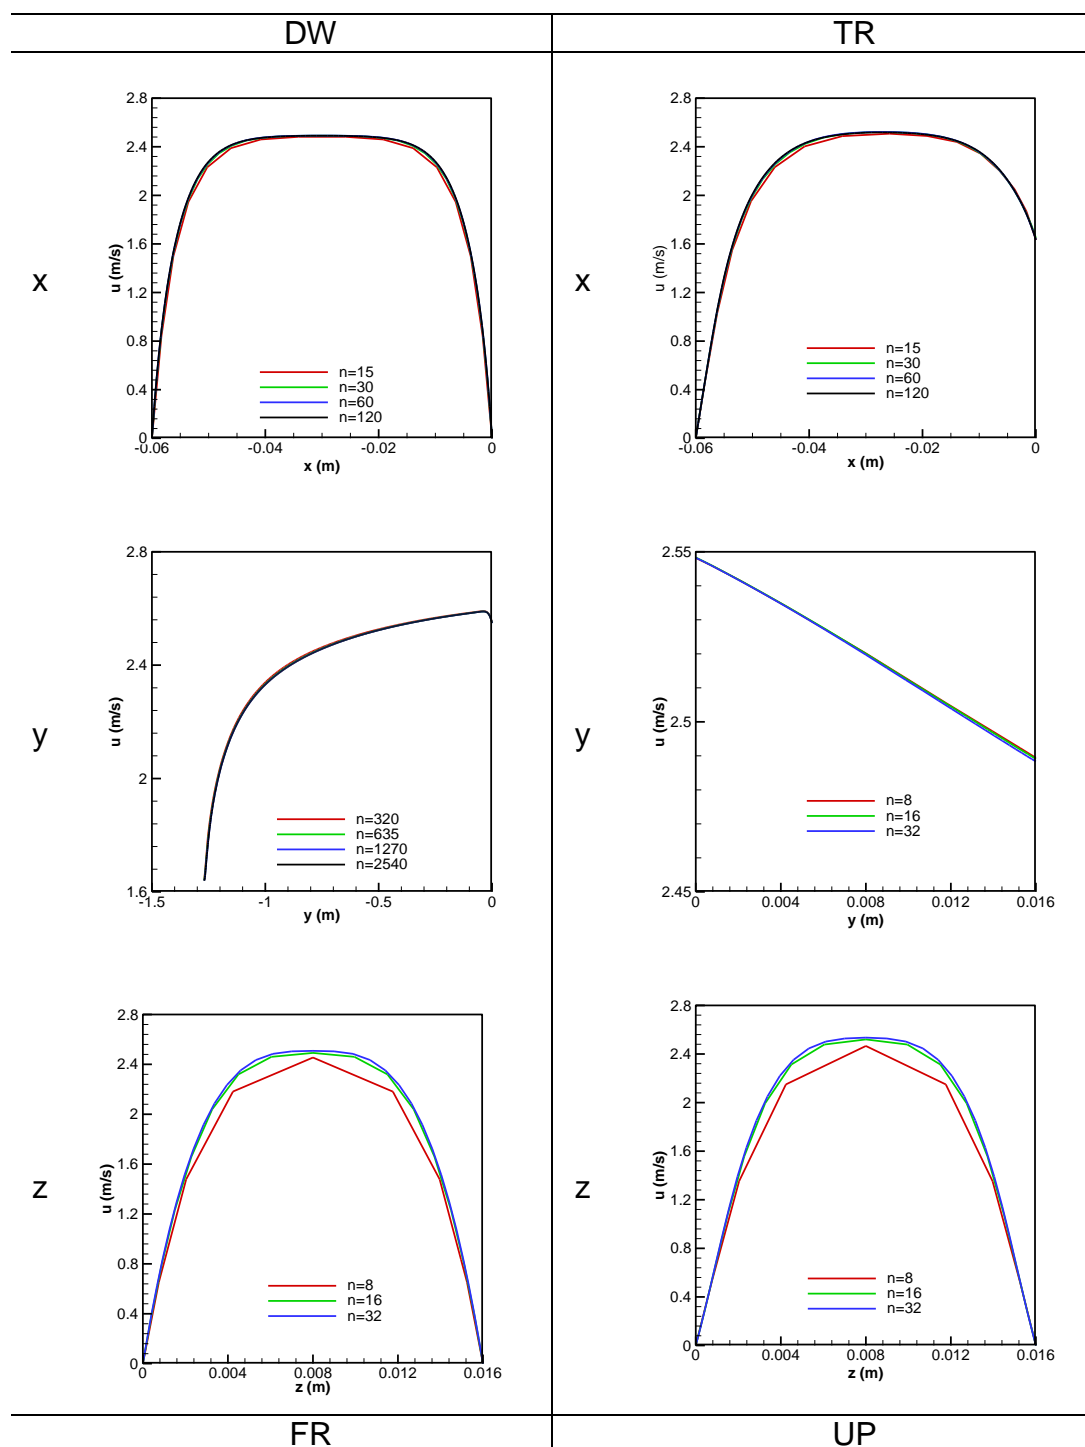 DW TR
x
2.8
2.4
2
1.6
1.2
0.8
0.4
0
u (m/s)
-0.06 -0.04 -0.02 0
x (m)
n=15
n=30
n=60
n=120
x
2.8
2.4
2
1.6
1.2
0.8
0.4
0
u (m/s)
-0.06 -0.04 -0.02 0
x (m)
n=15
n=30
n=60
n=120
y
2.8
2.4
2
1.6
u (m/s)
-1.5 -1 -0.5 0
y (m)
n=320
n=635
n=1270
n=2540
y
2.55
2.5
2.45
u (m/s)
0 0.004 0.008 0.012 0.016
y (m)
n=8
n=16
n=32
z
2.8
2.4
2
1.6
1.2
0.8
0.4
0
u (m/s)
0 0.004 0.008 0.012 0.016
z (m)
n=8
n=16
n=32
z
2.8
2.4
2
1.6
1.2
0.8
0.4
0
u (m/s)
0 0.004 0.008 0.012 0.016
z (m)
n=8
n=16
n=32
FR UP